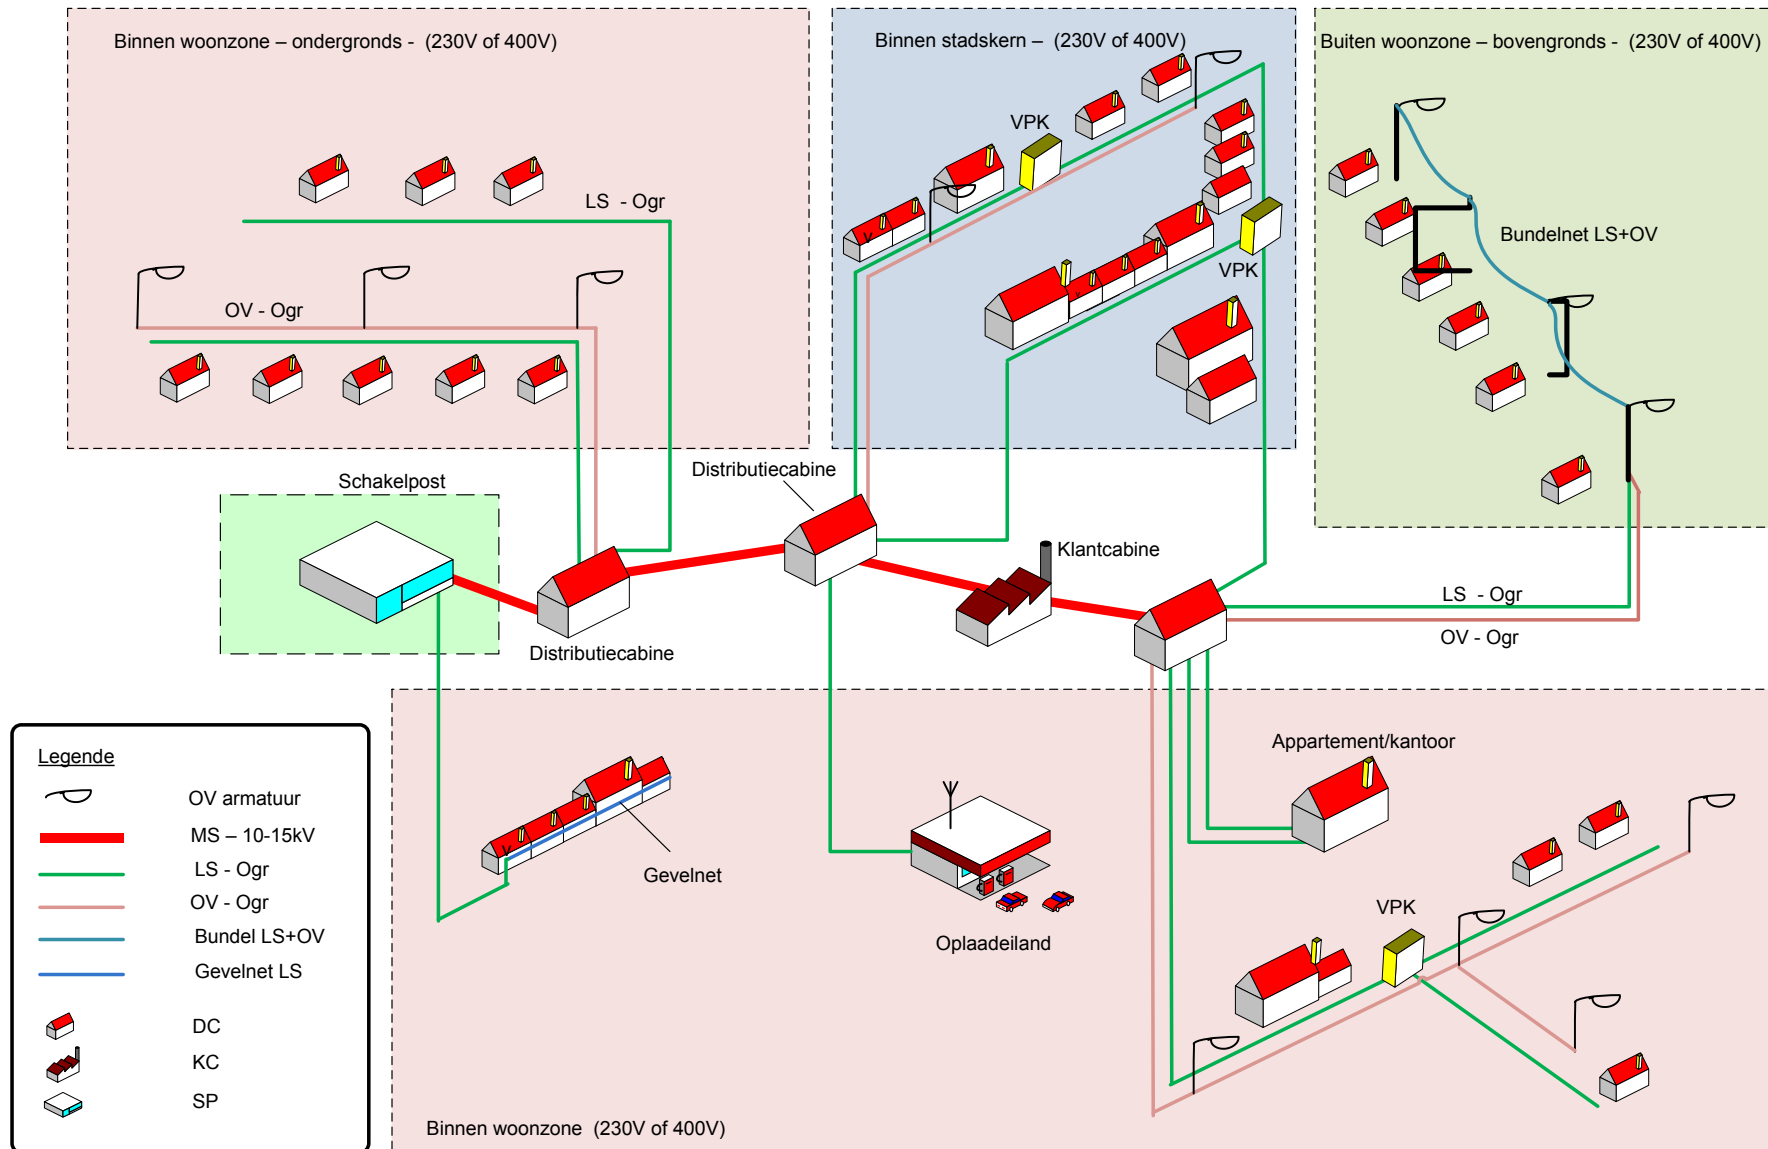 Binnen woonzone – ondergronds - (230V of 400V)
Binnen stadskern – (230V of 400V)
Buiten woonzone – bovengronds - (230V of 400V)
VPK
LS - Ogr
OV - Ogr
VPK
Bundelnet LS+OV
Schakelpost
Distributiecabine
Klantcabine
Distributiecabine
LS - Ogr
OV - Ogr
Appartement/kantoor
Gevelnet
Oplaadeiland
VPK
Binnen woonzone (230V of 400V)
Legende
OV armatuur
MS – 10-15kV
LS - Ogr
OV - Ogr
Bundel LS+OV
Gevelnet LS
DC
KC
SP